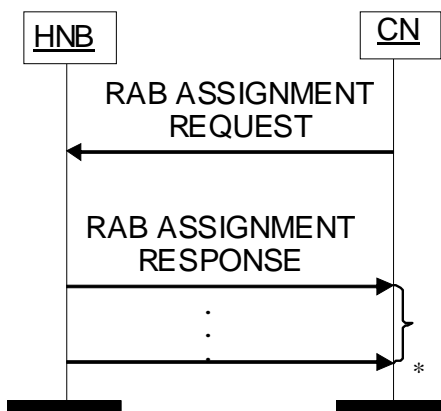 HNB
CN
RAB ASSIGNMENT
REQUEST
RAB ASSIGNMENT
RESPONSE
.
.
.
*